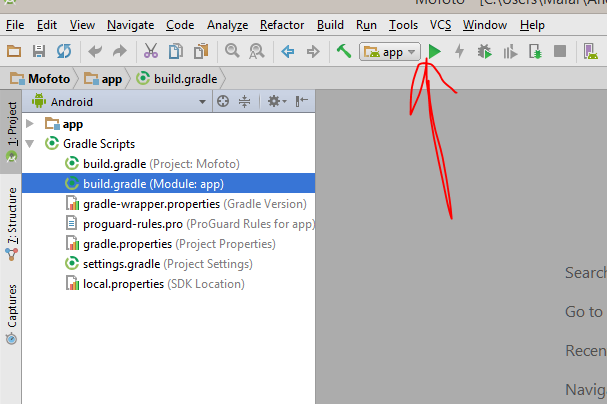 Mofoto - [C:\Users\
File Edit View Navigate Code Analyze Refactor Build Run Tools VCS Window Help
app
Mofoto app build.gradle
1: Project
7: Structure
Captures
Android
app
Gradle Scripts
build.gradle (Project: Mofoto)
build.gradle (Module: app)
gradle-wrapper.properties (Gradle Version)
proguard-rules.pro (ProGuard Rules for app)
gradle.properties (Project Properties)
settings.gradle (Project Settings)
local.properties (SDK Location)
Search
Go to
Recen
Navig